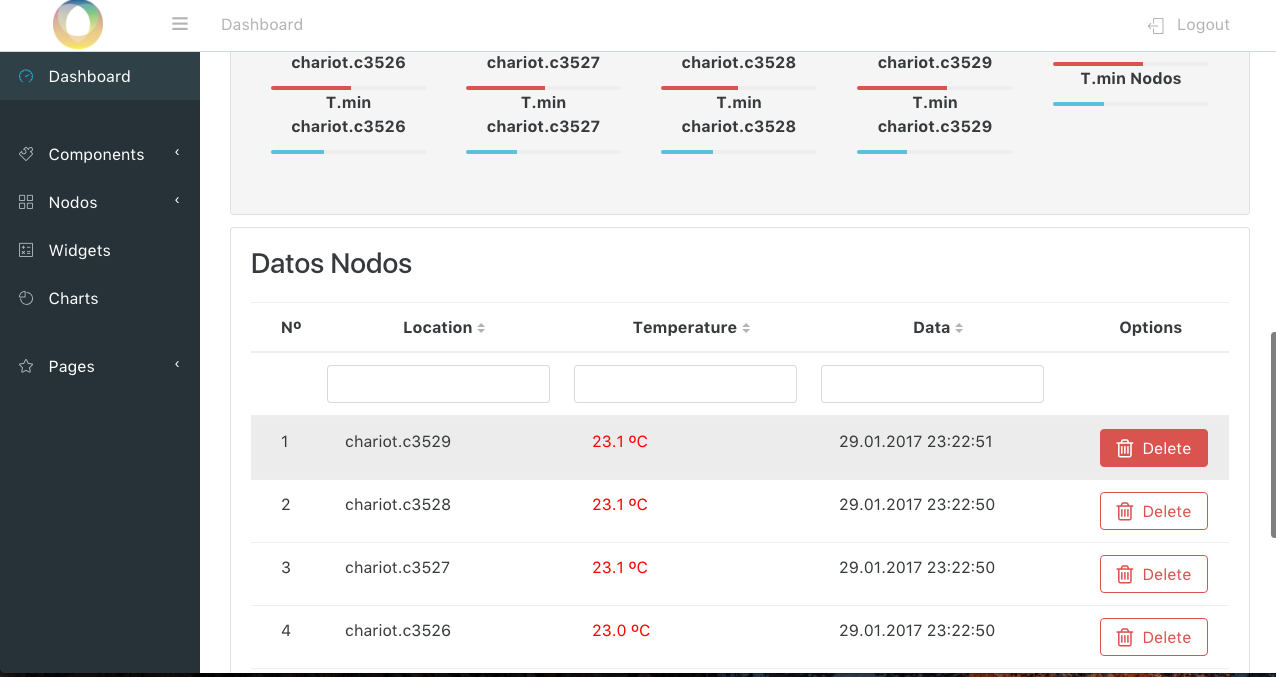 Dashboard
Logout
Dashboard
Components
Nodos
Widgets
Charts
Pages
chariot.c3526
chariot.c3527
chariot.c3528
chariot.c3529
T.min
chariot.c3526
T.min
chariot.c3527
T.min
chariot.c3528
T.min
chariot.c3529
T.min Nodos
Datos Nodos
Nº Location Temperature Data Options
1 chariot.c3529 23.1 ºC 29.01.2017 23:22:51 Delete
2 chariot.c3528 23.1 ºC 29.01.2017 23:22:50 Delete
3 chariot.c3527 23.1 ºC 29.01.2017 23:22:50 Delete
4 chariot.c3526 23.0 ºC 29.01.2017 23:22:50 Delete